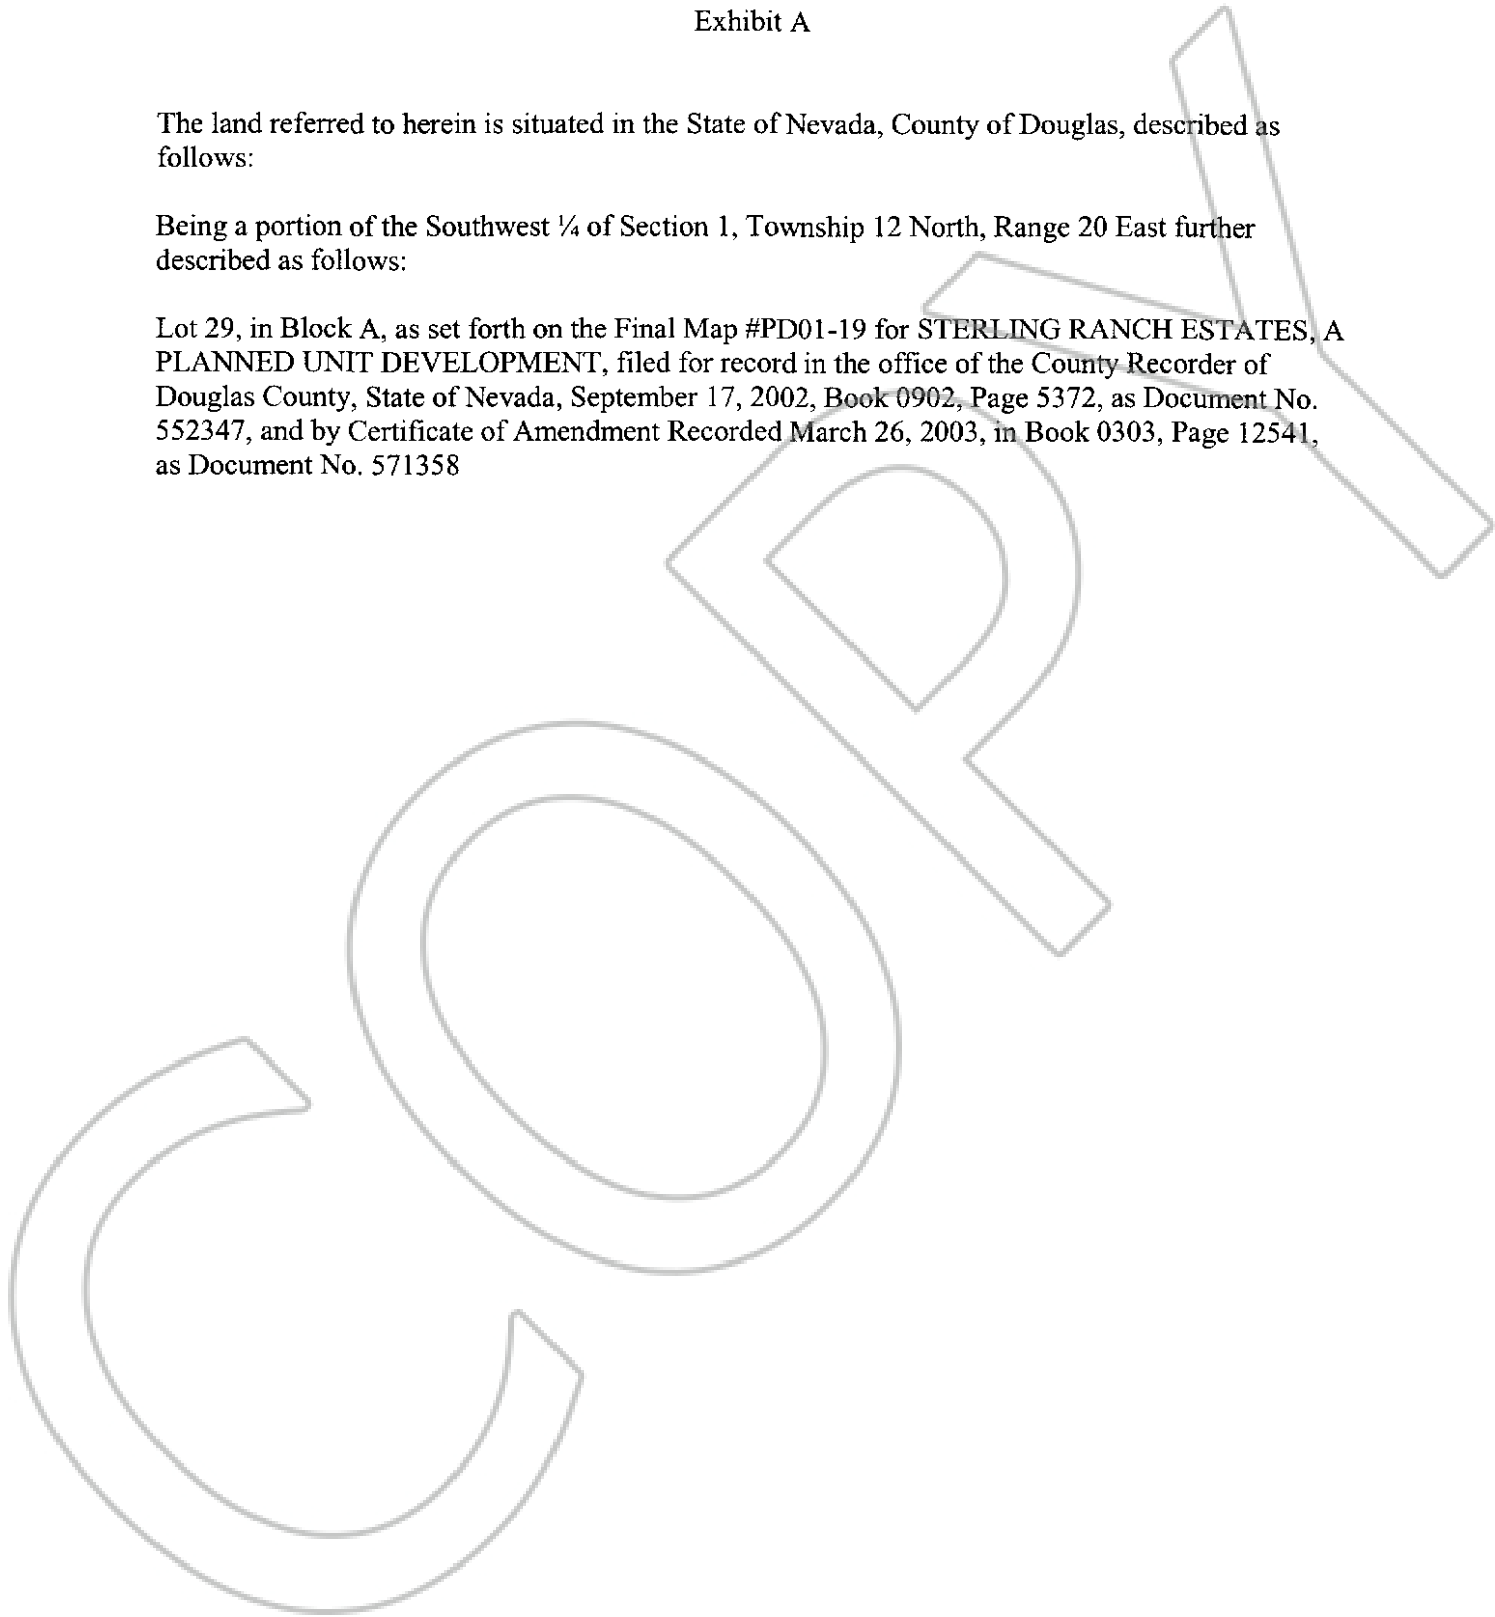 Exhibit A
The land referred to herein is situated in the State of Nevada, County of Douglas, described as
follows:
Being a portion of the Southwest ¼ of Section 1, Township 12 North, Range 20 East further
described as follows:
Lot 29, in Block A, as set forth on the Final Map #PD01-19 for STERLING RANCH ESTATES, A
PLANNED UNIT DEVELOPMENT, filed for record in the office of the County Recorder of
Douglas County, State of Nevada, September 17, 2002, Book 0902, Page 5372, as Document No.
552347, and by Certificate of Amendment Recorded March 26, 2003, in Book 0303, Page 12541,
as Document No. 571358
COPY